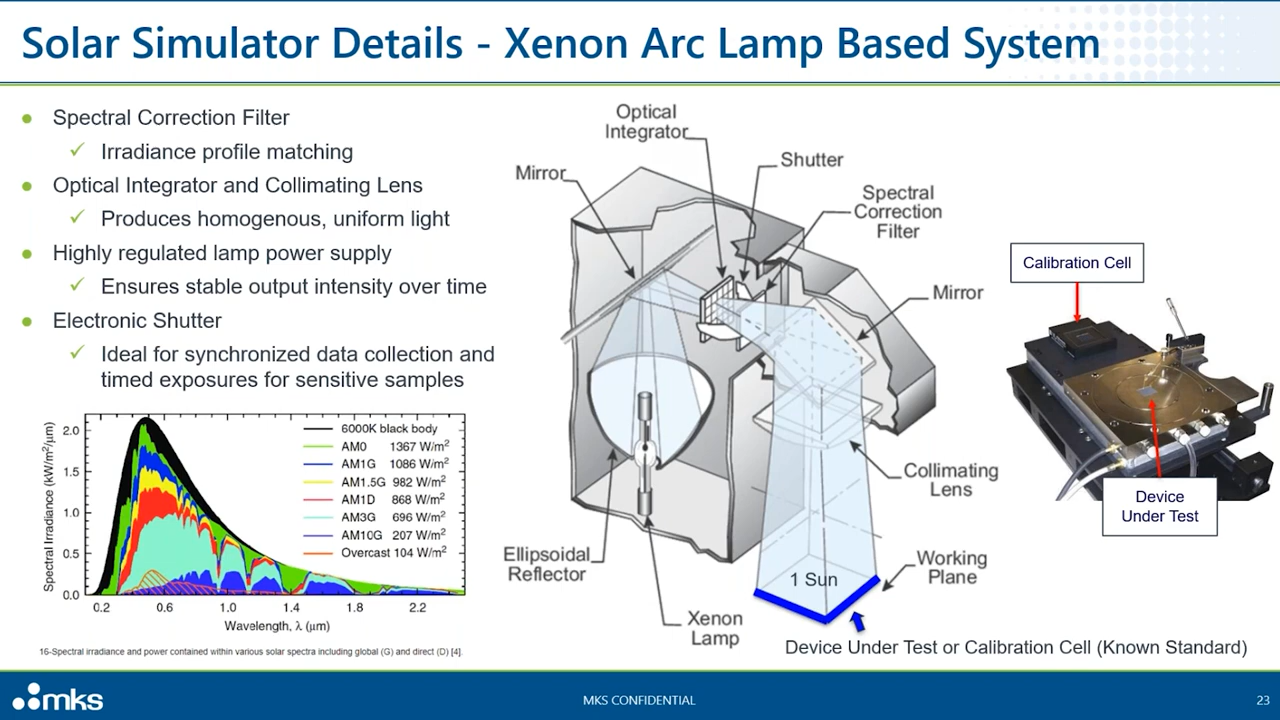 Solar Simulator Details - Xenon Arc Lamp Based System
● Spectral Correction Filter
✓ Irradiance profile matching
● Optical Integrator and Collimating Lens
✓ Produces homogenous, uniform light
● Highly regulated lamp power supply
✓ Ensures stable output intensity over time
● Electronic Shutter
✓ Ideal for synchronized data collection and
timed exposures for sensitive samples
Spectral Irradiance (kW/m²/μm)
2.0
1.5
1.0
0.5
0.0
0.2 0.6 1.0 1.4 1.8 2.2
Wavelength, λ (μm)
6000K black body
AM0 1367 W/m²
AM1G 1086 W/m²
AM1.5G 982 W/m²
AM1D 868 W/m²
AM3G 696 W/m²
AM10G 207 W/m²
Overcast 104 W/m²
16-Spectral irradiance and power contained within various solar spectra including global (G) and direct (D) [4].
Optical
Integrator
Mirror
Shutter
Spectral
Correction
Filter
Mirror
Collimating
Lens
Ellipsoidal
Reflector
Xenon
Lamp
1 Sun
Working
Plane
Device Under Test or Calibration Cell (Known Standard)
Calibration Cell
Device
Under Test
mks
MKS CONFIDENTIAL
23